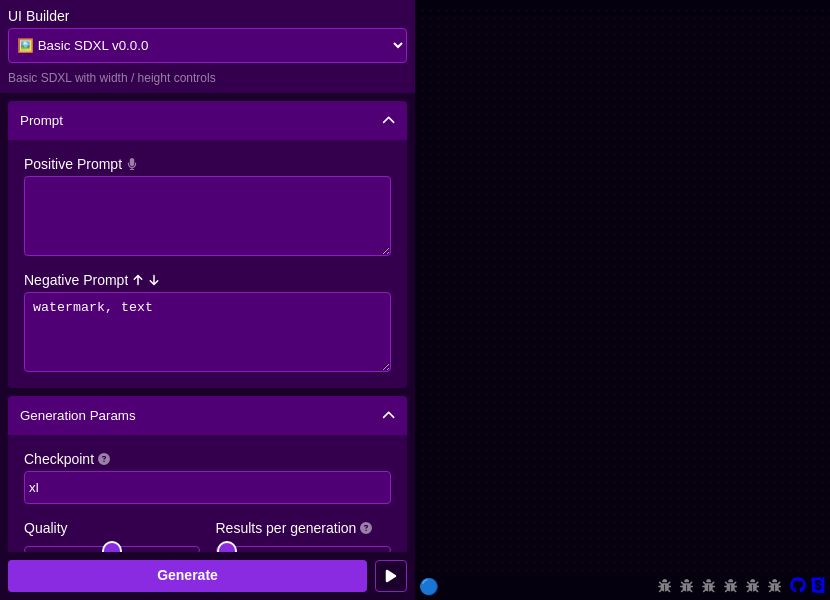 UI Builder
🖼️ Basic SDXL v0.0.0
Basic SDXL with width / height controls
Prompt
Positive Prompt
Negative Prompt
watermark, text
Generation Params
Checkpoint
xl
Quality
Results per generation
Generate